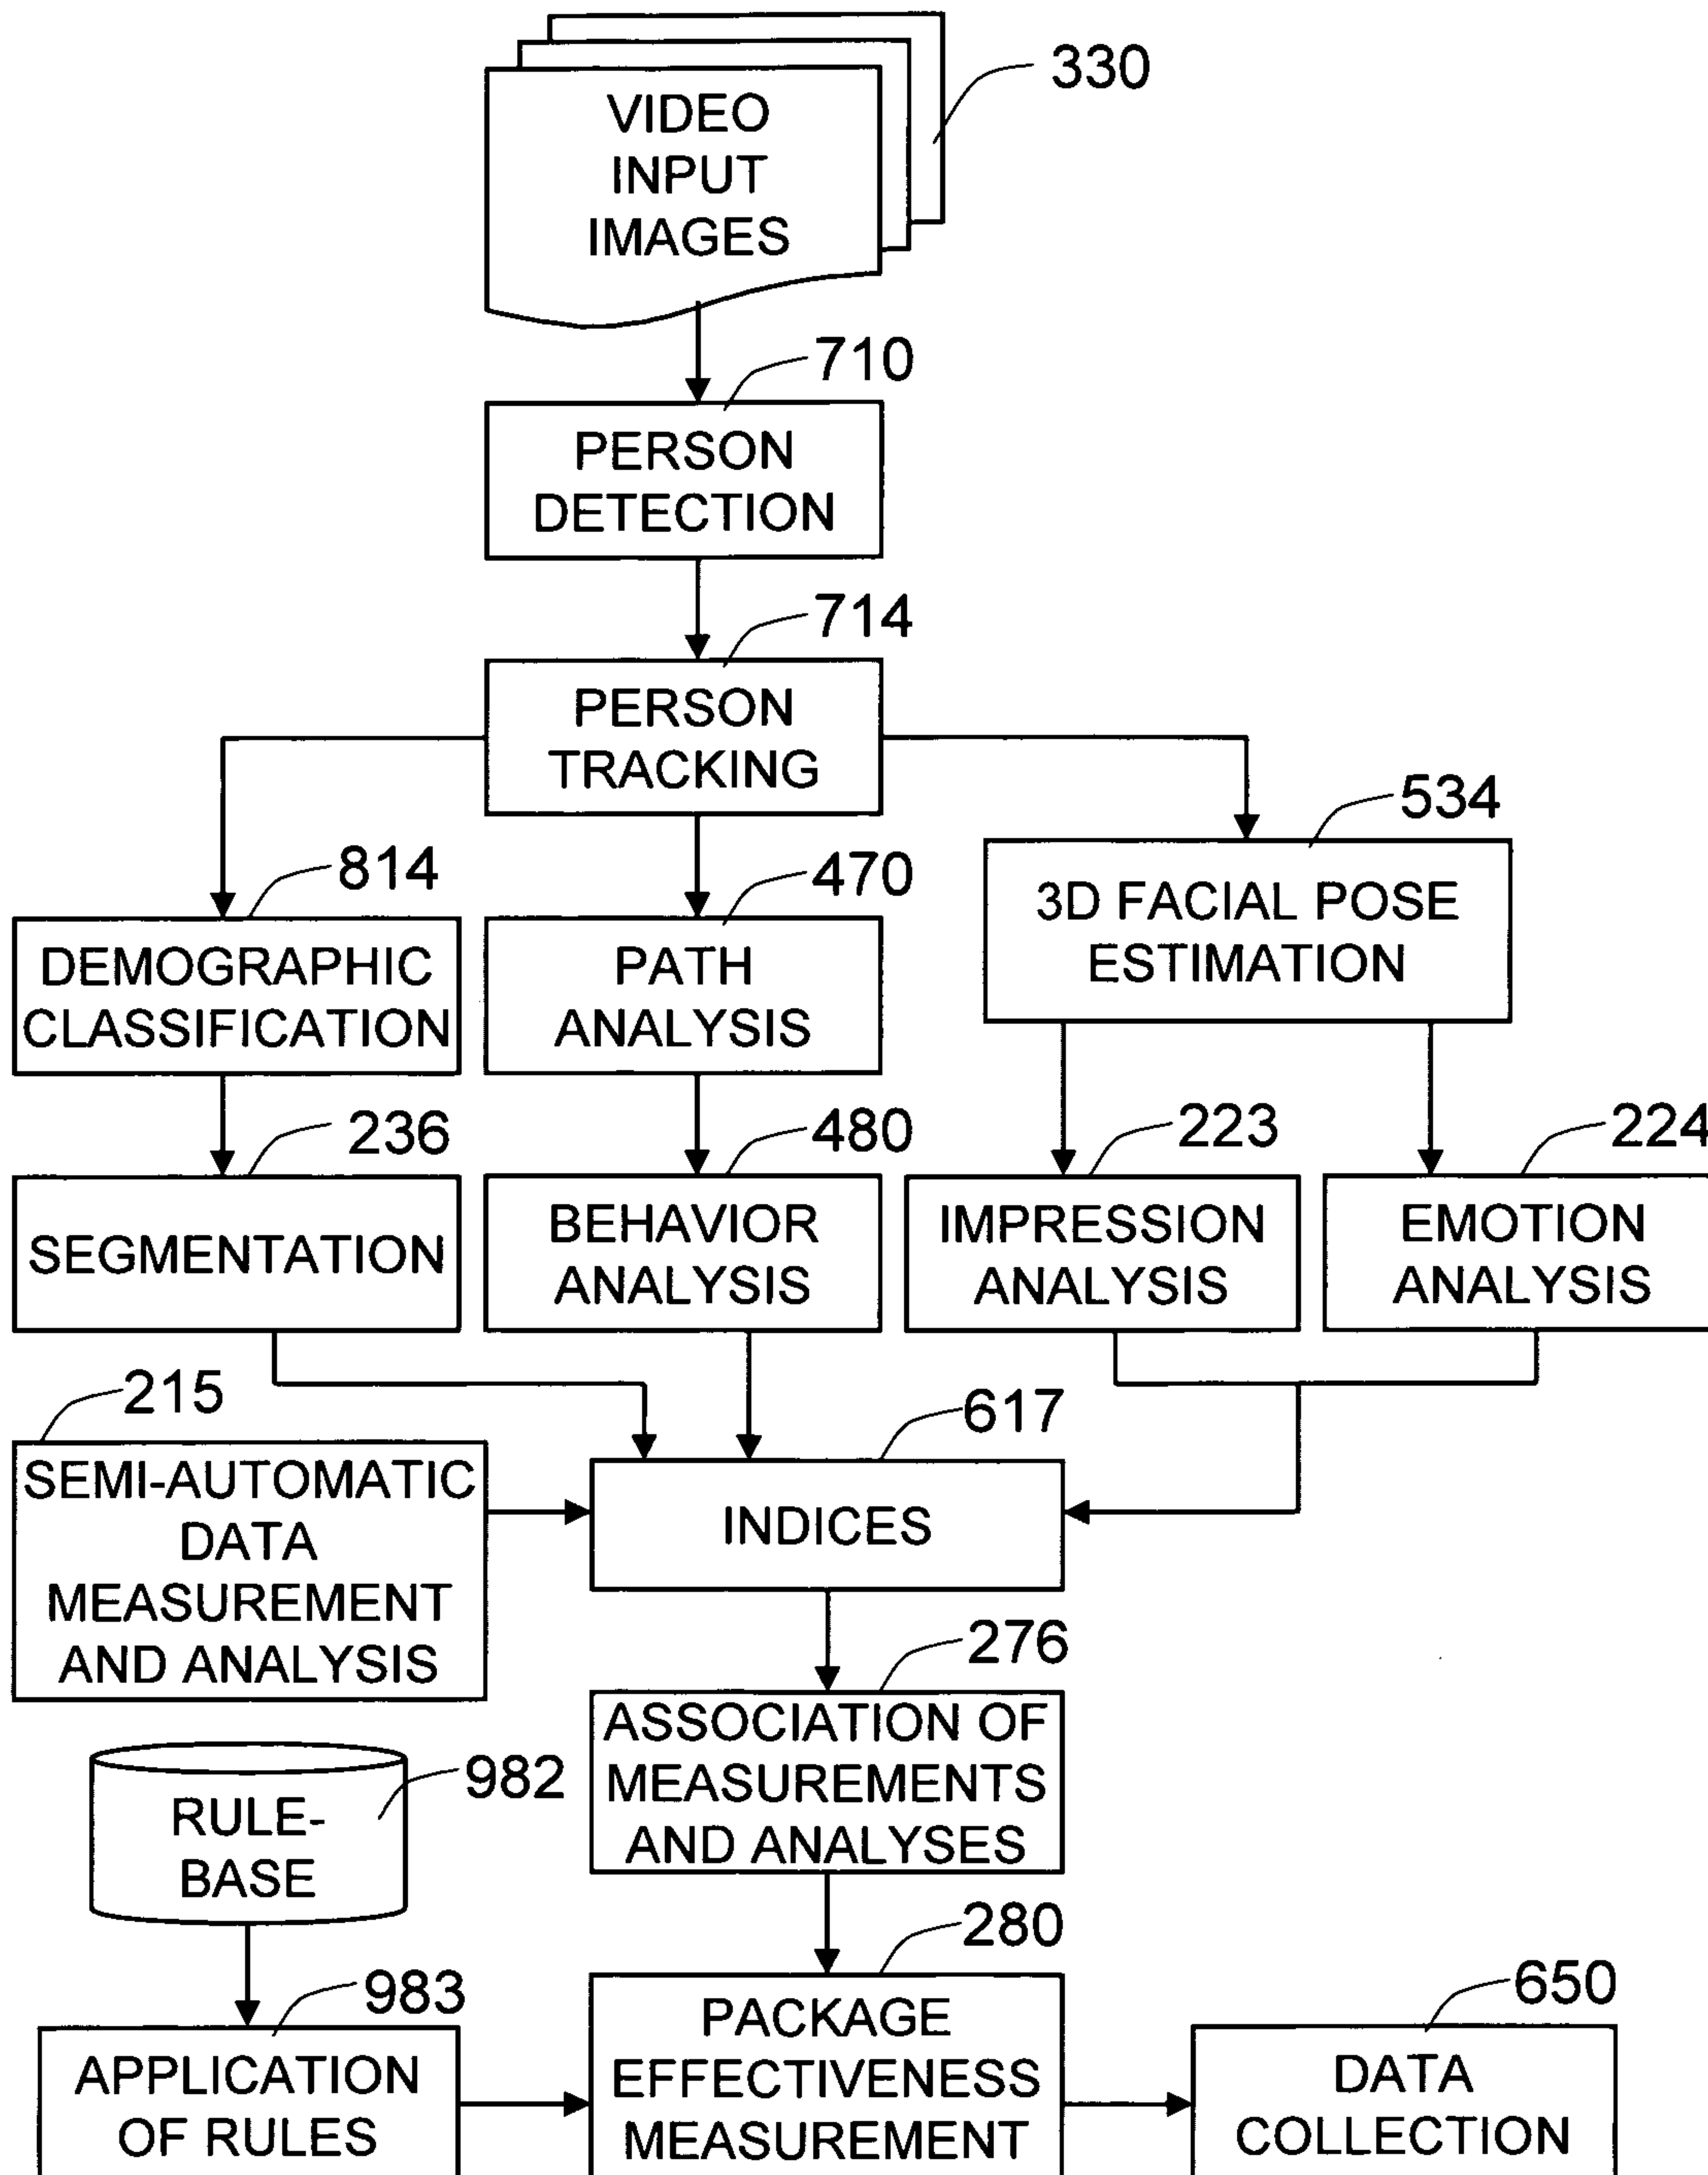 330
VIDEO
INPUT
IMAGES
710
PERSON
DETECTION
714
PERSON
TRACKING
534
3D FACIAL POSE
ESTIMATION
814
DEMOGRAPHIC
CLASSIFICATION
470
PATH
ANALYSIS
236
SEGMENTATION
480
BEHAVIOR
ANALYSIS
223
IMPRESSION
ANALYSIS
224
EMOTION
ANALYSIS
215
SEMI-AUTOMATIC
DATA
MEASUREMENT
AND ANALYSIS
617
INDICES
276
ASSOCIATION OF
MEASUREMENTS
AND ANALYSES
982
RULE-
BASE
983
APPLICATION
OF RULES
280
PACKAGE
EFFECTIVENESS
MEASUREMENT
650
DATA
COLLECTION